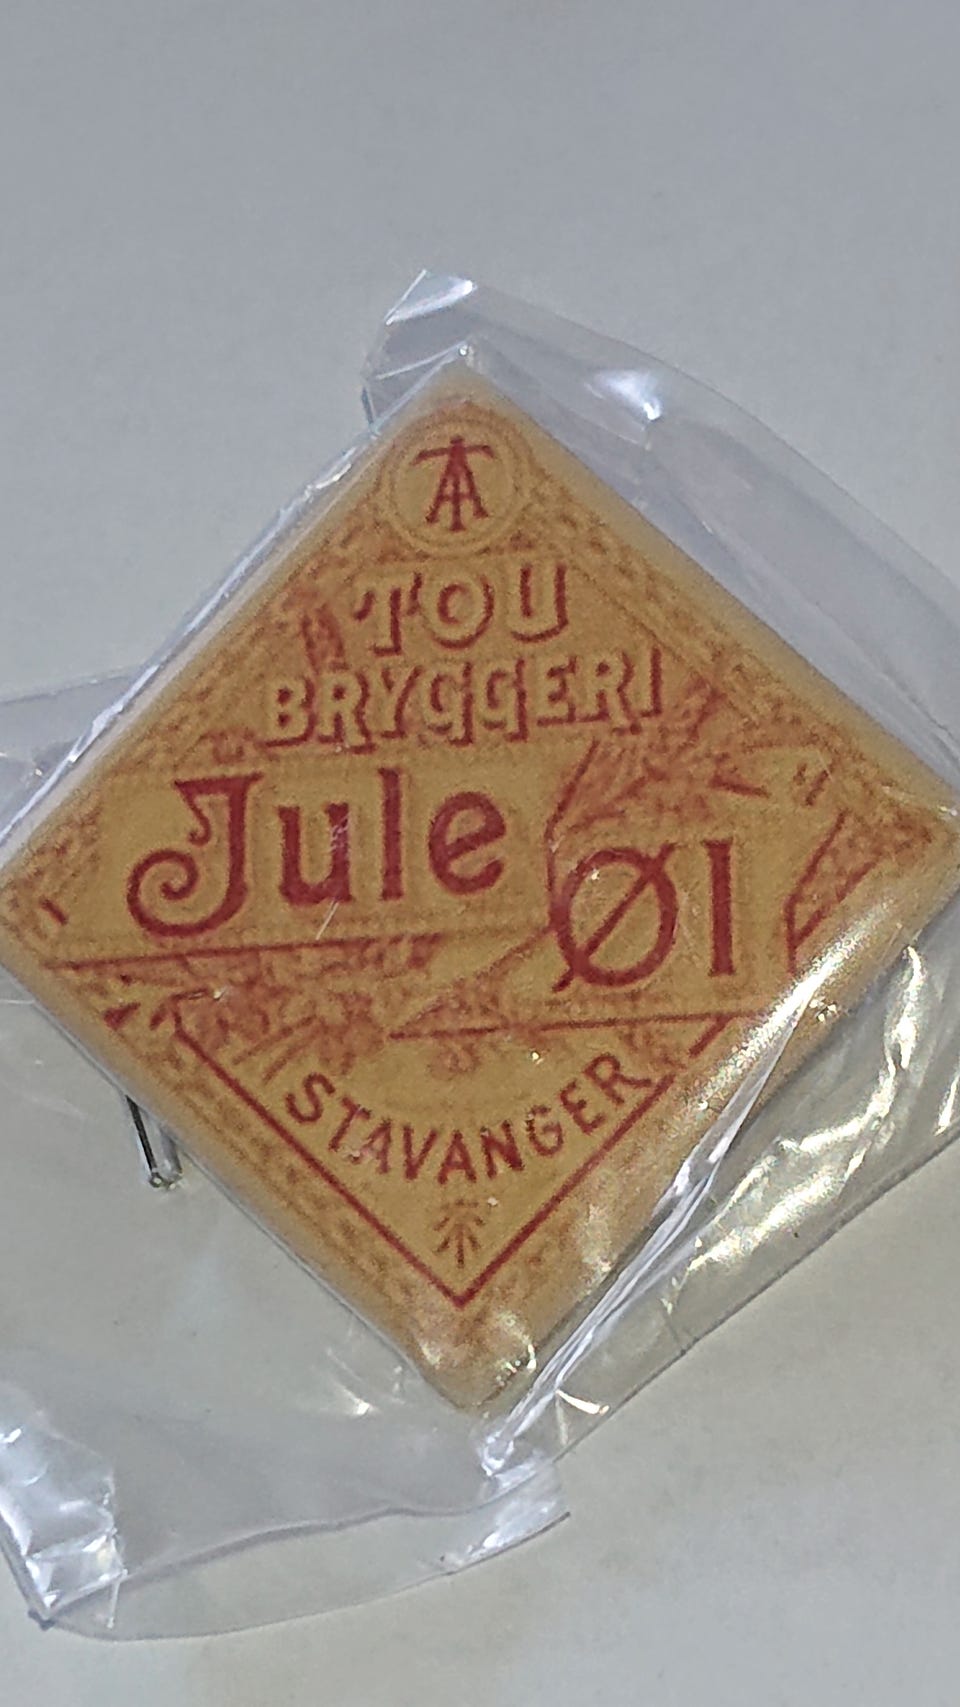 TOU
BRYGGERI
Jule Øl
STAVANGER